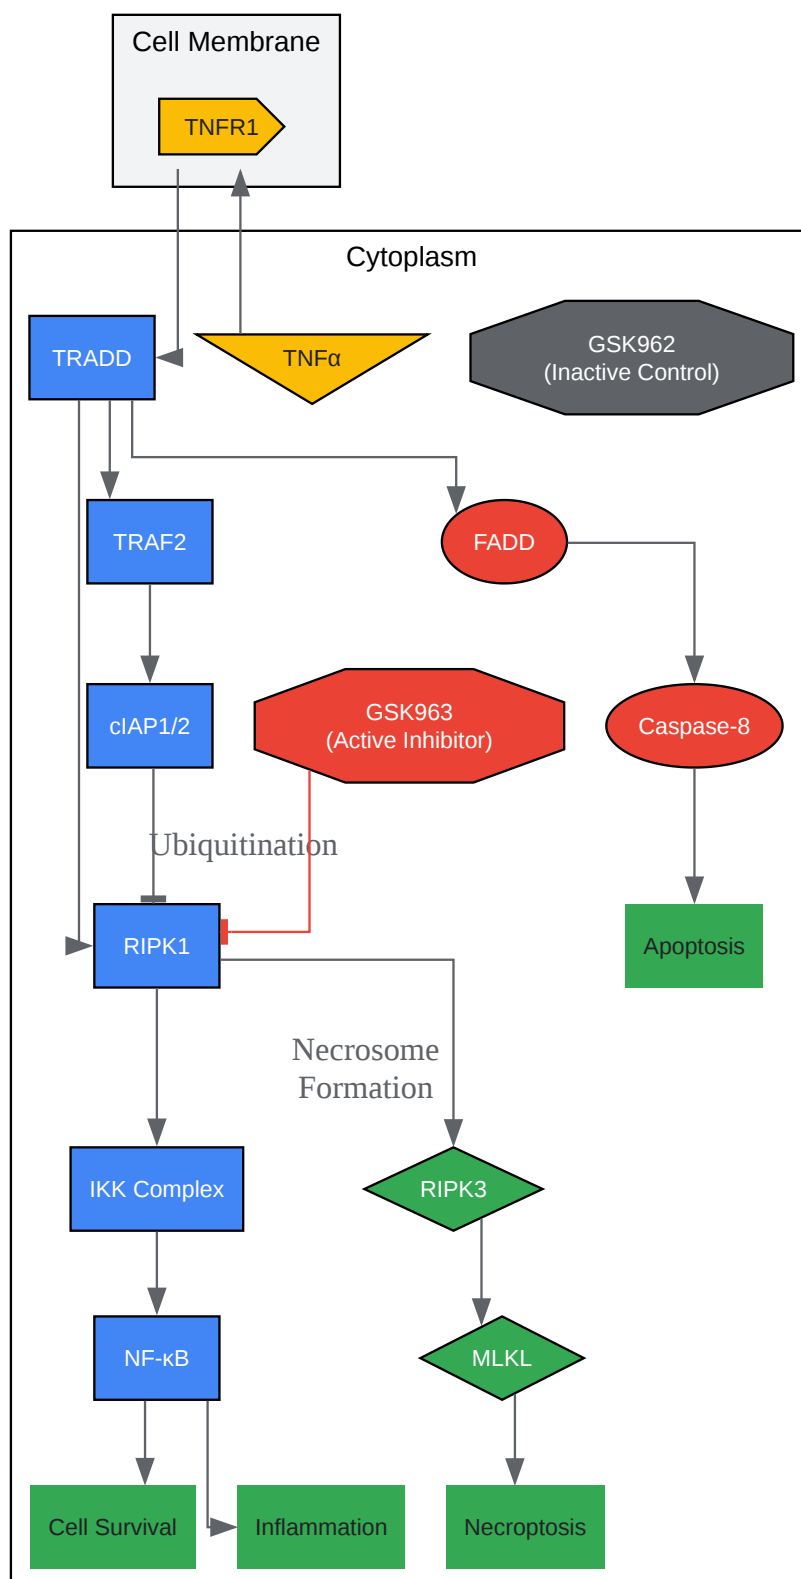 Cell Membrane
TNFR1
Cytoplasm
TRADD
TNFα
GSK962
(Inactive Control)
TRAF2
FADD
cIAP1/2
GSK963
(Active Inhibitor)
Caspase-8
Ubiquitination
RIPK1
Apoptosis
Necrosome
Formation
IKK Complex
RIPK3
NF-κB
MLKL
Cell Survival
Inflammation
Necroptosis